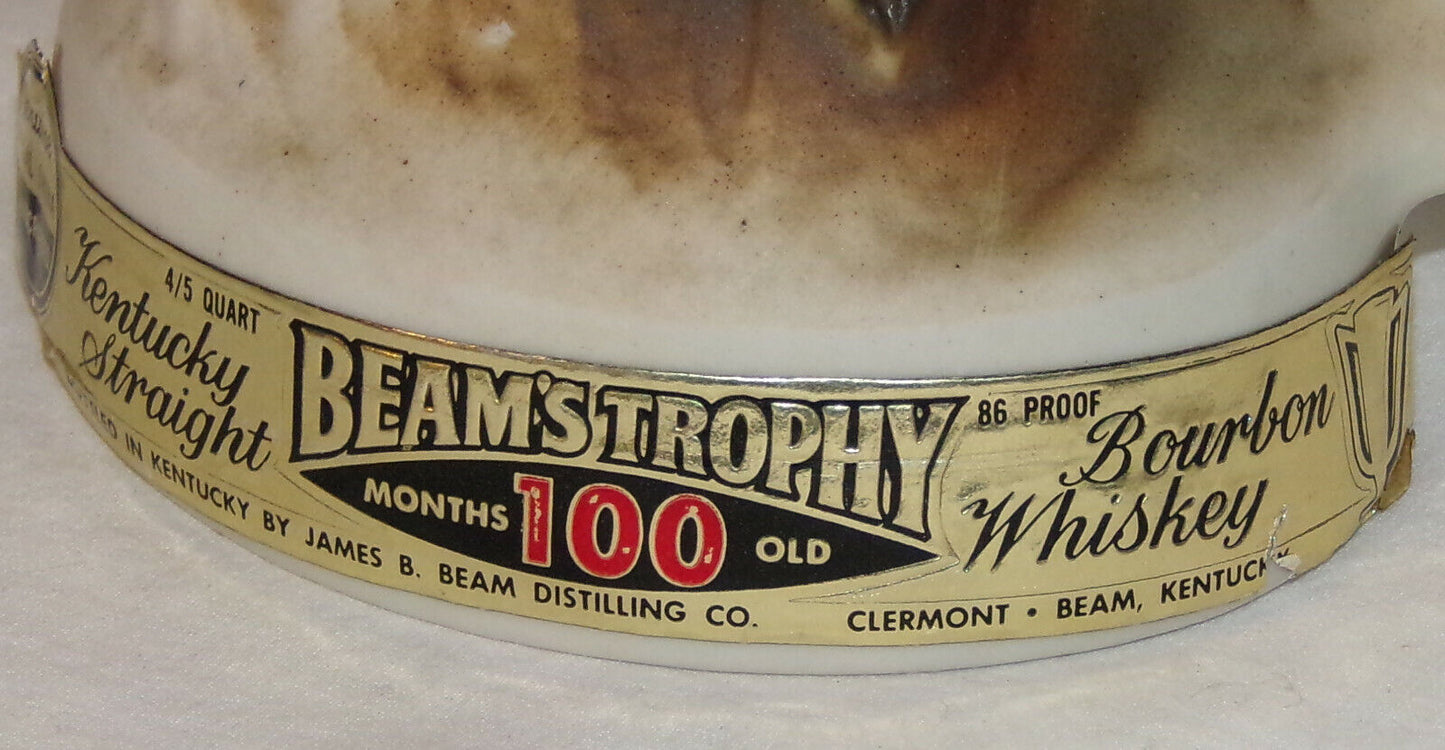 4/5 QUART
Kentucky
Straight
BEAM'S TROPHY
MONTHS 100 OLD
86 PROOF
Bourbon
Whiskey
IN KENTUCKY BY JAMES B. BEAM DISTILLING CO.
CLERMONT • BEAM, KENTUCKY